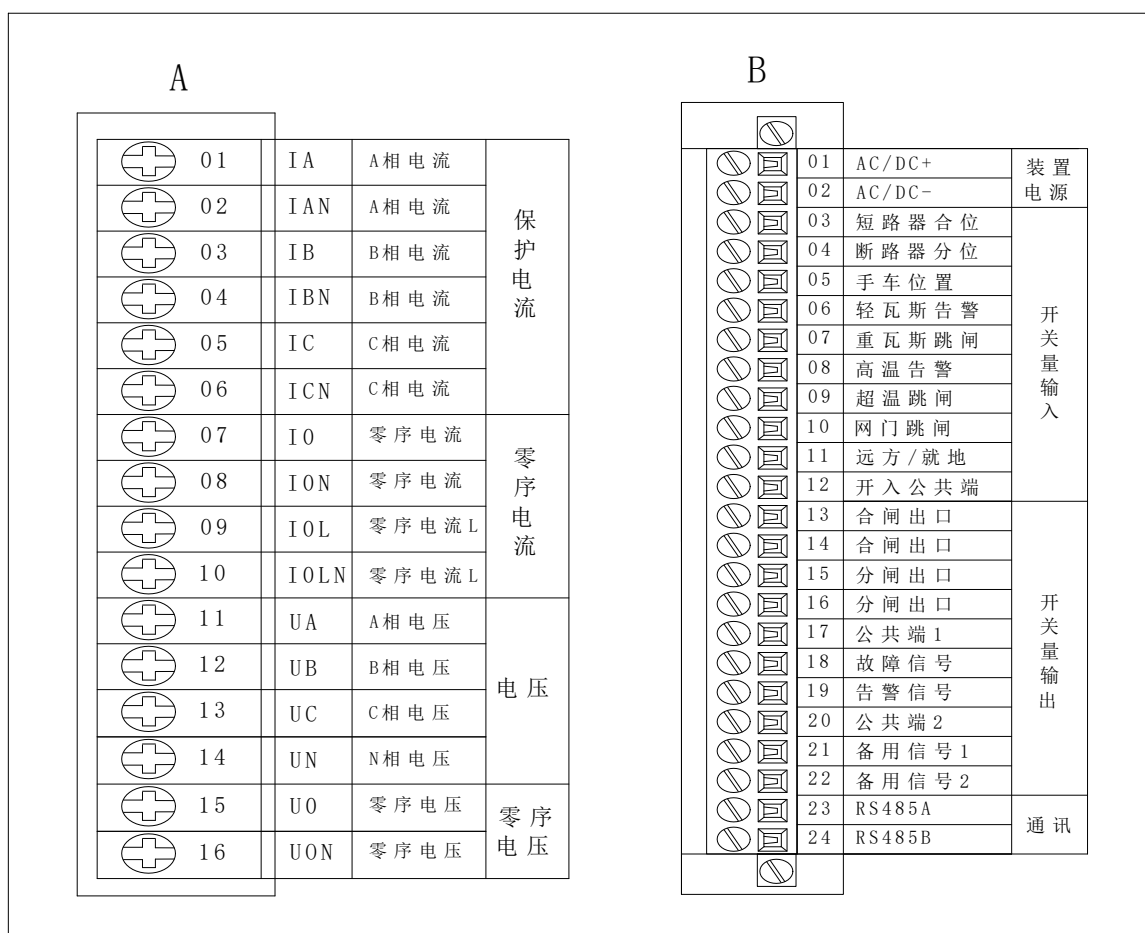 A
01 IA A相电流
02 IAN A相电流
03 IB B相电流
04 IBN B相电流
05 IC C相电流
06 ICN C相电流
保护电流
07 I0 零序电流
08 I0N 零序电流
09 I0L 零序电流L
10 I0LN 零序电流L
零序电流
11 UA A相电压
12 UB B相电压
13 UC C相电压
14 UN N相电压
电压
15 U0 零序电压
16 U0N 零序电压
零序
电压
B
01 AC/DC+
02 AC/DC-
装置
电源
03 短路器合位
04 断路器分位
05 手车位置
06 轻瓦斯告警
07 重瓦斯跳闸
08 高温告警
09 超温跳闸
10 网门跳闸
11 远方/就地
12 开入公共端
开关量输入
13 合闸出口
14 合闸出口
15 分闸出口
16 分闸出口
17 公共端1
18 故障信号
19 告警信号
20 公共端2
21 备用信号1
22 备用信号2
开关量输出
23 RS485A
24 RS485B
通讯